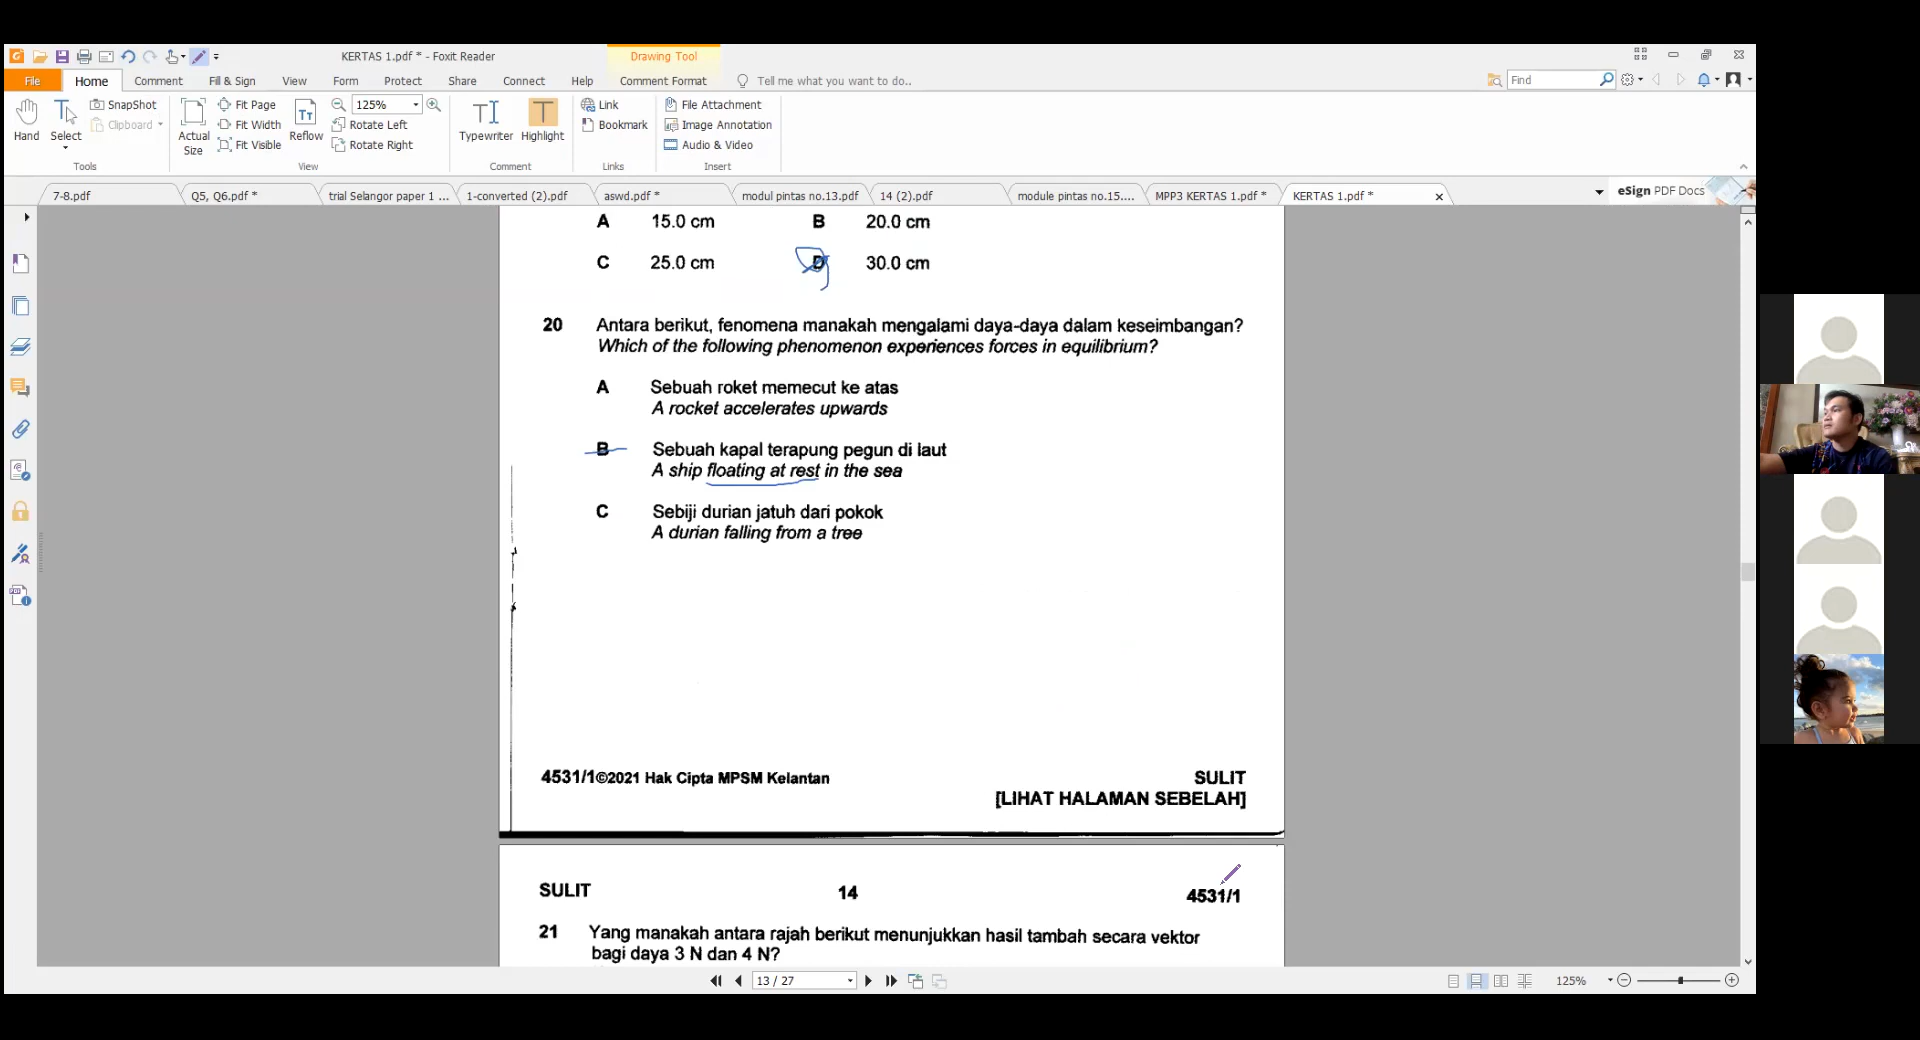 KERTAS 1.pdf * - Foxit Reader
Drawing Tool
File Home Comment Fill & Sign View Form Protect Share Connect Help Comment Format Tell me what you want to do.. Find
Hand
Select
SnapShot
Clipboard
Tools
Actual Size
Fit Page
Fit Width
Fit Visible
Reflow
125%
Rotate Left
Rotate Right
View
Typewriter
Highlight
Comment
Link
Bookmark
Links
File Attachment
Image Annotation
Audio & Video
Insert
7-8.pdf Q5, Q6.pdf * trial Selangor paper 1 ... 1-converted (2).pdf aswd.pdf * modul pintas no.13.pdf 14 (2).pdf module pintas no.15.... MPP3 KERTAS 1.pdf * KERTAS 1.pdf * eSign PDF Docs
A 15.0 cm B 20.0 cm
C 25.0 cm D 30.0 cm
20 Antara berikut, fenomena manakah mengalami daya-daya dalam keseimbangan?
Which of the following phenomenon experiences forces in equilibrium?
A Sebuah roket memecut ke atas
A rocket accelerates upwards
B Sebuah kapal terapung pegun di laut
A ship floating at rest in the sea
C Sebiji durian jatuh dari pokok
A durian falling from a tree
4531/1©2021 Hak Cipta MPSM Kelantan SULIT
[LIHAT HALAMAN SEBELAH]
SULIT 14 4531/1
21 Yang manakah antara rajah berikut menunjukkan hasil tambah secara vektor
bagi daya 3 N dan 4 N?
13 / 27 125%